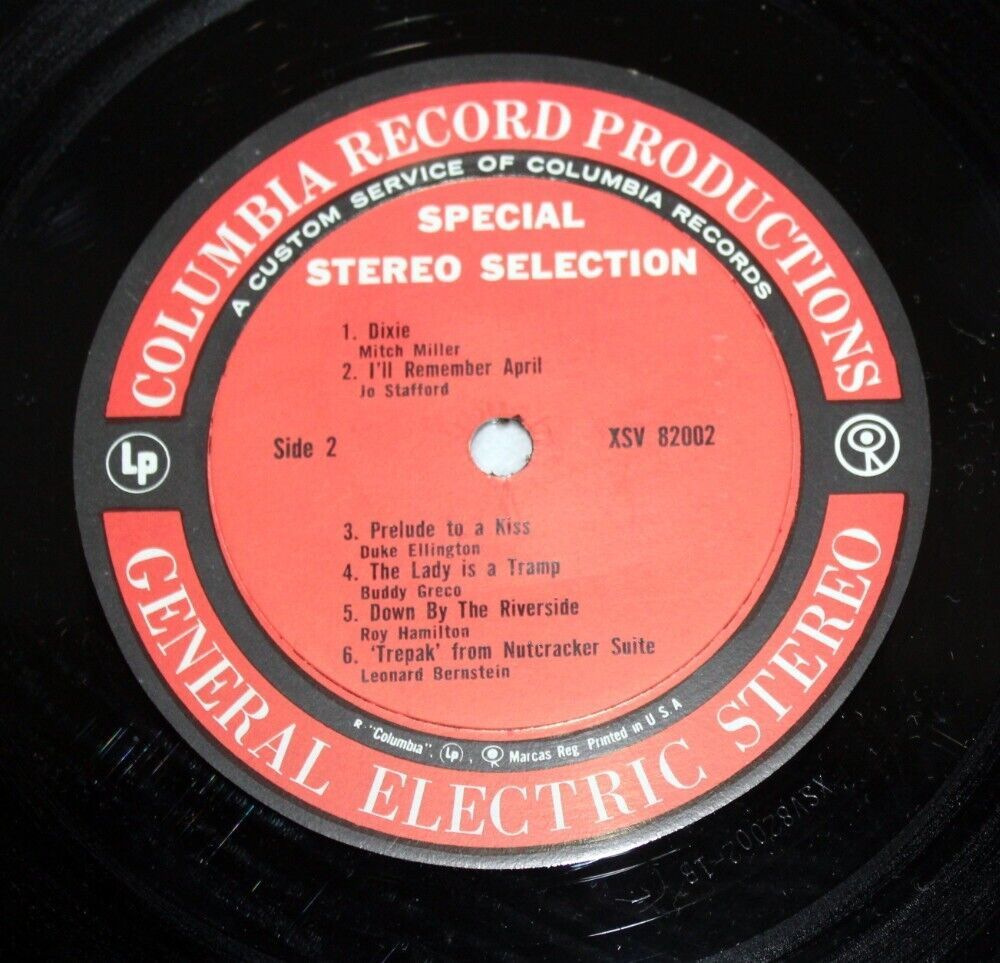 COLUMBIA RECORD PRODUCTIONS
A CUSTOM SERVICE OF COLUMBIA RECORDS
SPECIAL
STEREO SELECTION
1. Dixie
Mitch Miller
2. I'll Remember April
Jo Stafford
Side 2
XSV 82002
Lp
3. Prelude to a Kiss
Duke Ellington
4. The Lady is a Tramp
Buddy Greco
5. Down By The Riverside
Roy Hamilton
6. 'Trepak' from Nutcracker Suite
Leonard Bernstein
"Columbia", Lp, Marcas Reg. Printed in U.S.A
GENERAL ELECTRIC STEREO